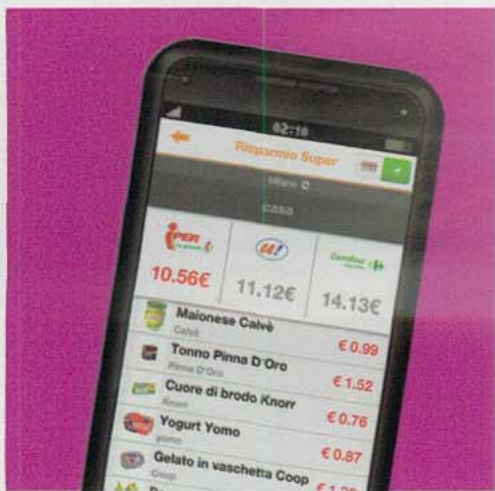 02:10
Risparmio Super
Milano
casa
IPER
U!
Carrefour
10.56€
11.12€
14.13€
Maionese Calvè
€ 0.99
Calvè
Tonno Pinna D'Oro
€ 1.52
Pinna D'Oro
Cuore di brodo Knorr
€ 0.76
Knorr
Yogurt Yomo
€ 0.87
yomo
Gelato in vaschetta Coop
Coop